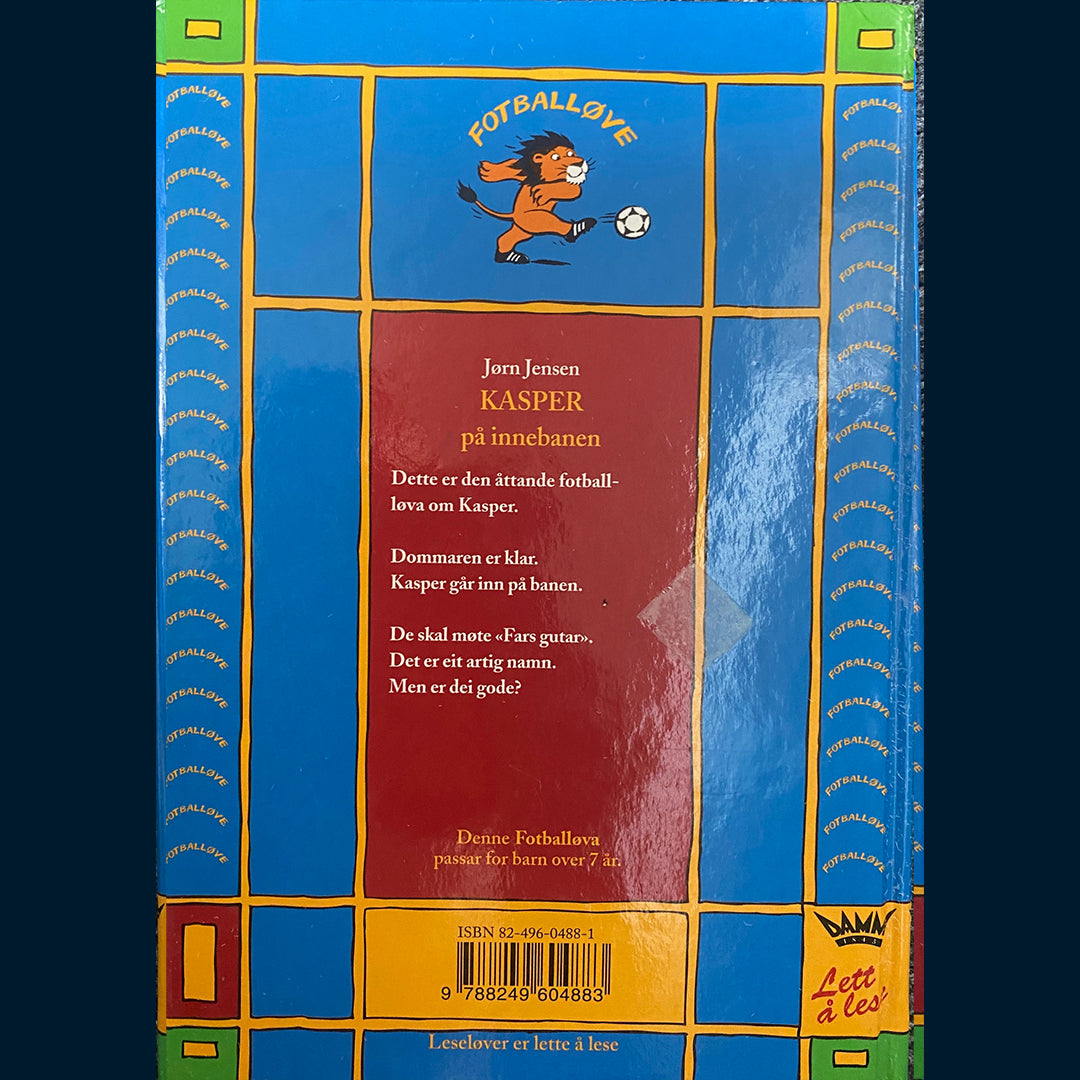 FOTBALLØVE
Jørn Jensen
KASPER
på innebanen
Dette er den åttande fotball-
løva om Kasper.
Dommaren er klar.
Kasper går inn på banen.
De skal møte «Fars gutar».
Det er eit artig namn.
Men er dei gode?
Denne Fotballøva
passar for barn over 7 år.
ISBN 82-496-0488-1
9 788249 604883
Leseløver er lette å lese
DAMM
1843
Lett
å les